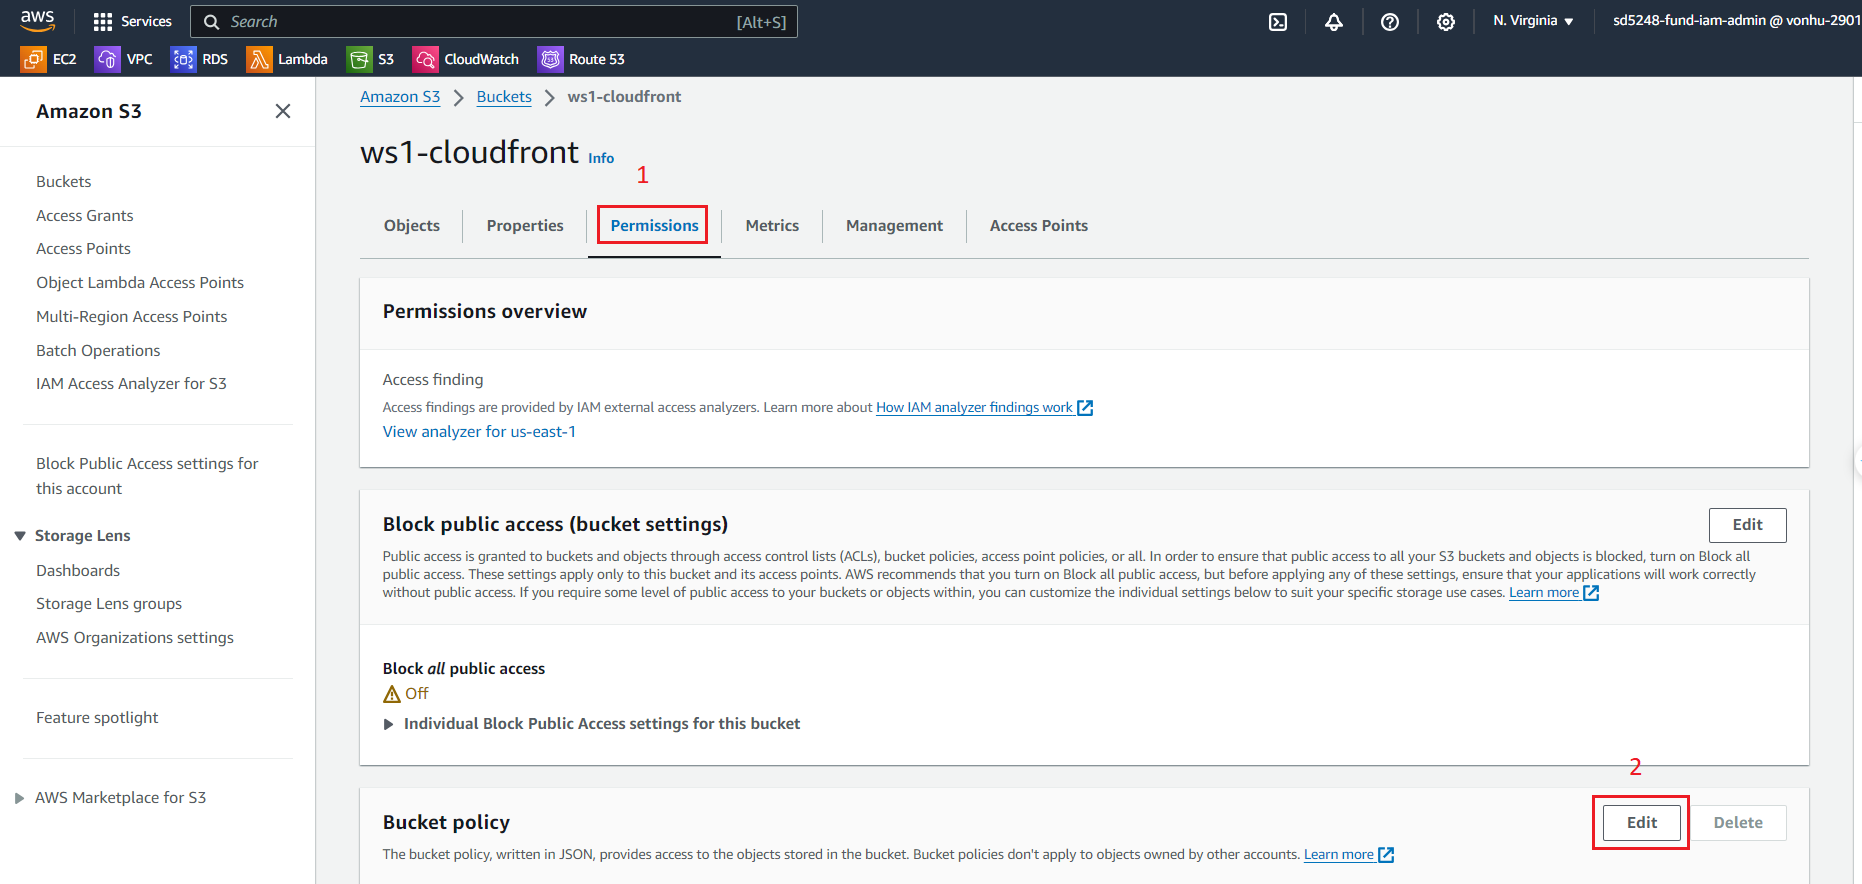 aws
Services
Search
[Alt+S]
N. Virginia
sd5248-fund-iam-admin @ vonhu-2901
EC2
VPC
RDS
Lambda
S3
CloudWatch
Route 53
Amazon S3
Buckets
Access Grants
Access Points
Object Lambda Access Points
Multi-Region Access Points
Batch Operations
IAM Access Analyzer for S3
Block Public Access settings for
this account
Storage Lens
Dashboards
Storage Lens groups
AWS Organizations settings
Feature spotlight
AWS Marketplace for S3
Amazon S3
Buckets
ws1-cloudfront
ws1-cloudfront Info
1
Objects
Properties
Permissions
Metrics
Management
Access Points
Permissions overview
Access finding
Access findings are provided by IAM external access analyzers. Learn more about How IAM analyzer findings work
View analyzer for us-east-1
Block public access (bucket settings)
Edit
Public access is granted to buckets and objects through access control lists (ACLs), bucket policies, access point policies, or all. In order to ensure that public access to all your S3 buckets and objects is blocked, turn on Block all
public access. These settings apply only to this bucket and its access points. AWS recommends that you turn on Block all public access, but before applying any of these settings, ensure that your applications will work correctly
without public access. If you require some level of public access to your buckets or objects within, you can customize the individual settings below to suit your specific storage use cases. Learn more
Block all public access
Off
Individual Block Public Access settings for this bucket
2
Bucket policy
Edit
Delete
The bucket policy, written in JSON, provides access to the objects stored in the bucket. Bucket policies don't apply to objects owned by other accounts. Learn more